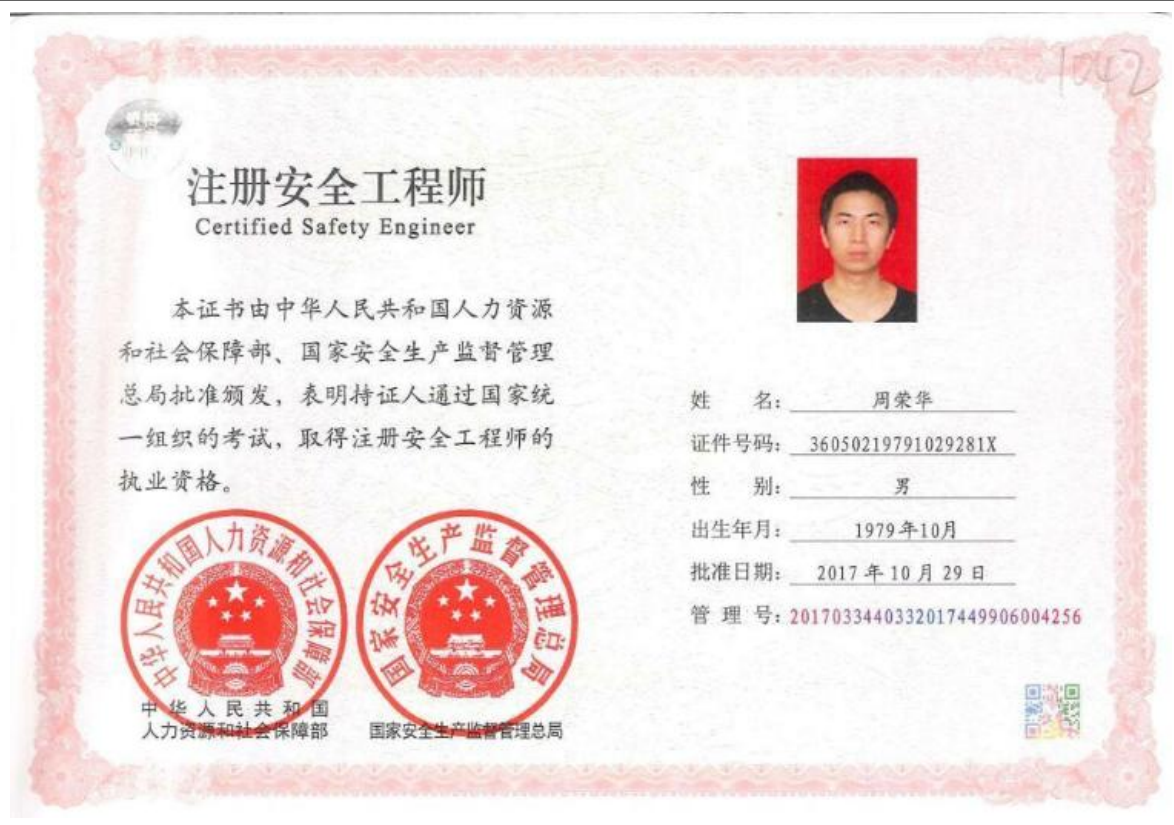 1042
注册安全工程师
Certified Safety Engineer
本证书由中华人民共和国人力资源
和社会保障部、国家安全生产监督管理
总局批准颁发，表明持证人通过国家统
一组织的考试，取得注册安全工程师的
执业资格。
姓 名： 周荣华
证件号码： 36050219791029281X
性 别： 男
出生年月： 1979年10月
批准日期： 2017年10月29日
管 理 号：2017033440332017449906004256
中华人民共和国人力资源和社会保障部
国家安全生产监督管理总局
中华人民共和国
人力资源和社会保障部
国家安全生产监督管理总局